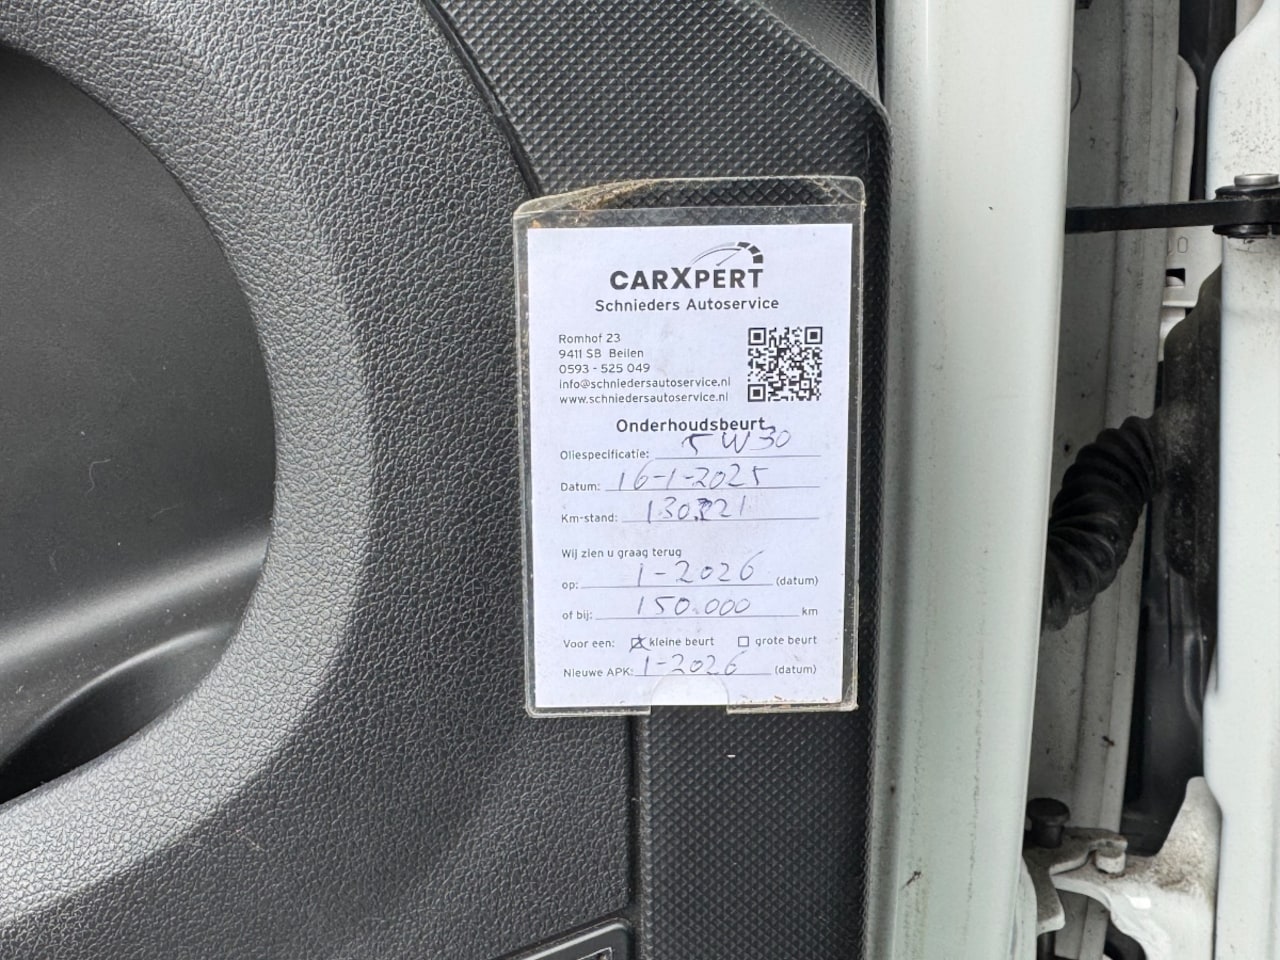 CARXPERT
Schnieders Autoservice
Romhof 23
9411 SB Beilen
0593 - 525 049
info@schniedersautoservice.nl
www.schniedersautoservice.nl
Onderhoudsbeurt
Oliespecificatie: 5W30
Datum: 16-1-2025
Km-stand:
Wij zien u graag terug
op: 1-2026 (datum)
of bij: 150.000 km
Voor een: kleine beurt grote beurt
Nieuwe APK: 1-2026 (datum)